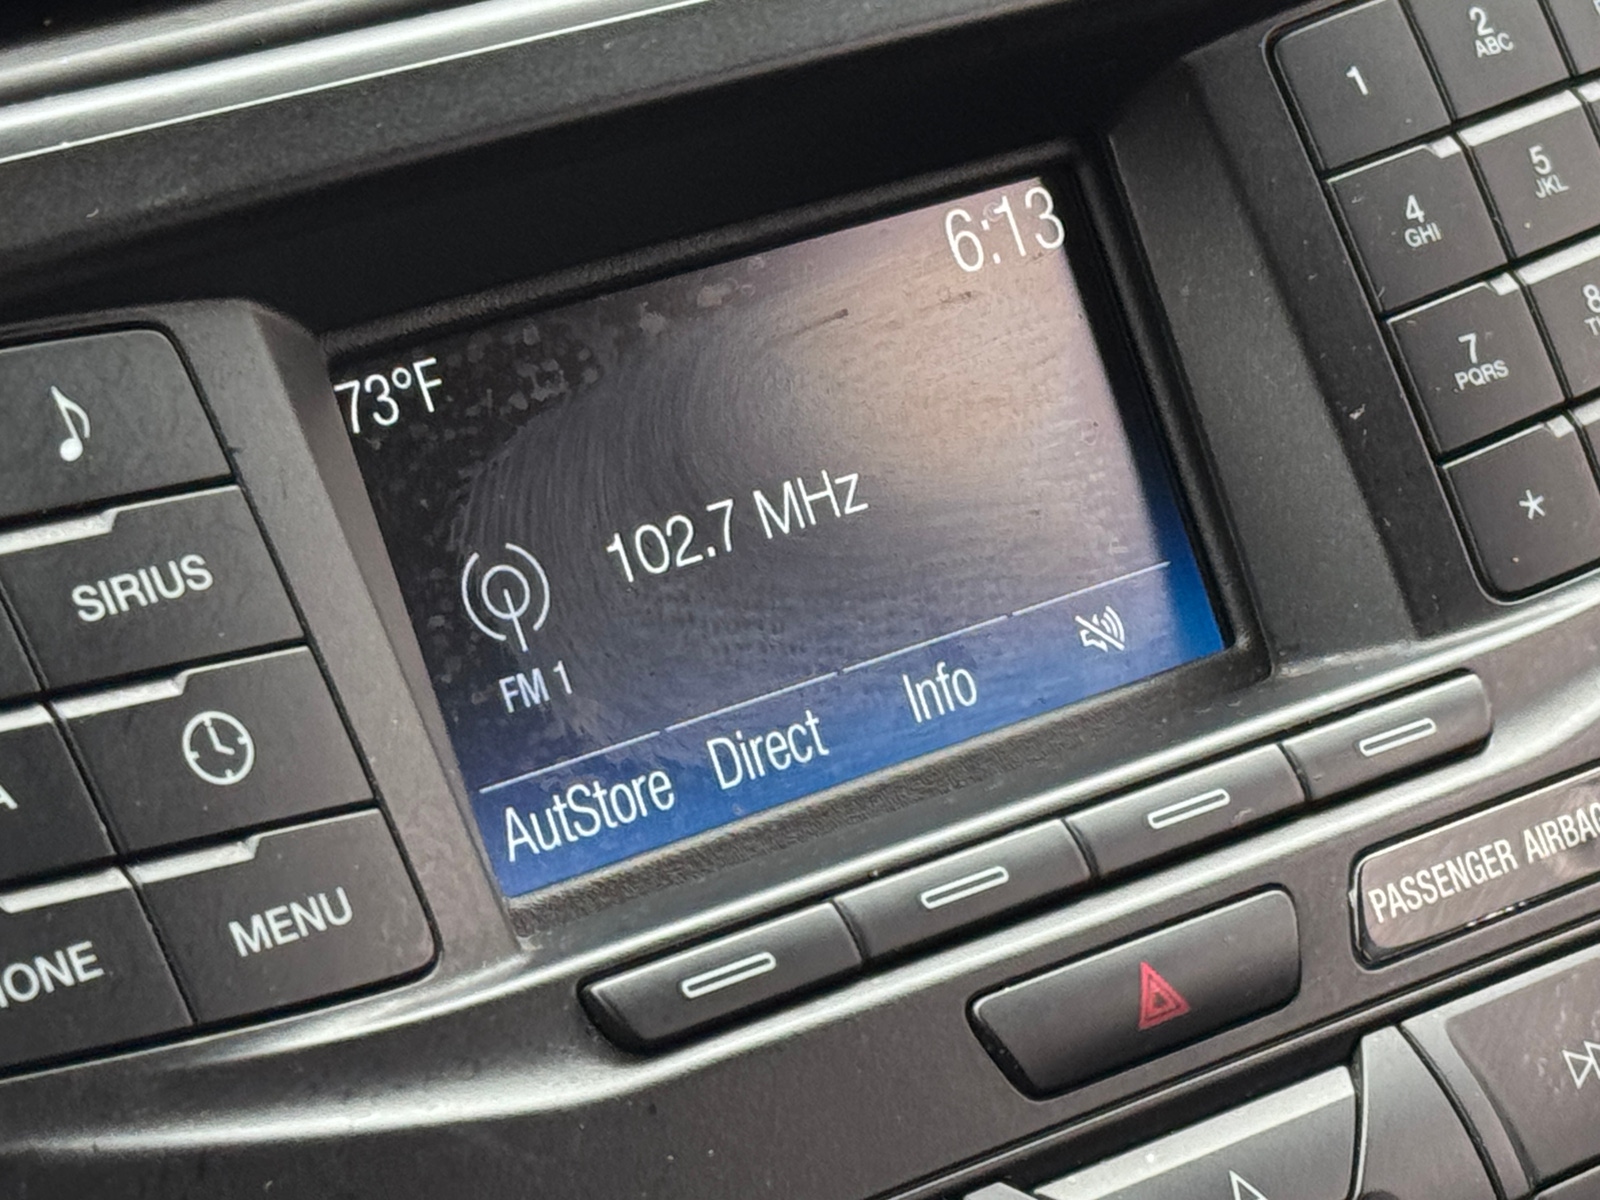 6:13
73°F
102.7 MHz
FM 1
AutStore Direct Info
SIRIUS
MENU
1
2
ABC
4
GHI
5
JKL
7
PQRS
8
*
PASSENGER AIRBAG